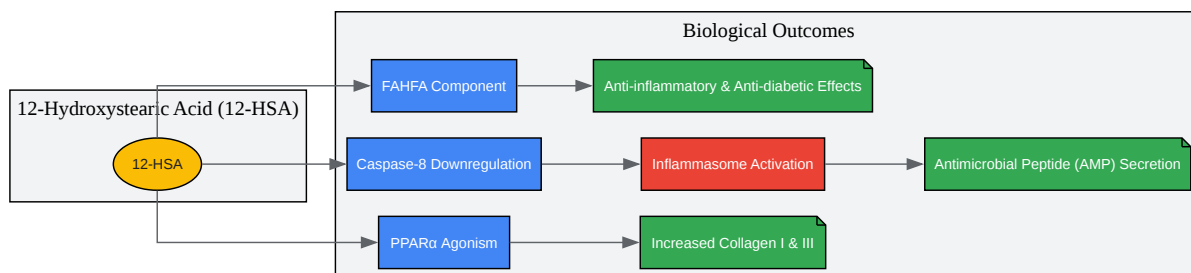 Biological Outcomes
FAHFA Component
Anti-inflammatory & Anti-diabetic Effects
12-Hydroxystearic Acid (12-HSA)
12-HSA
Caspase-8 Downregulation
Inflammasome Activation
Antimicrobial Peptide (AMP) Secretion
PPARα Agonism
Increased Collagen I & III